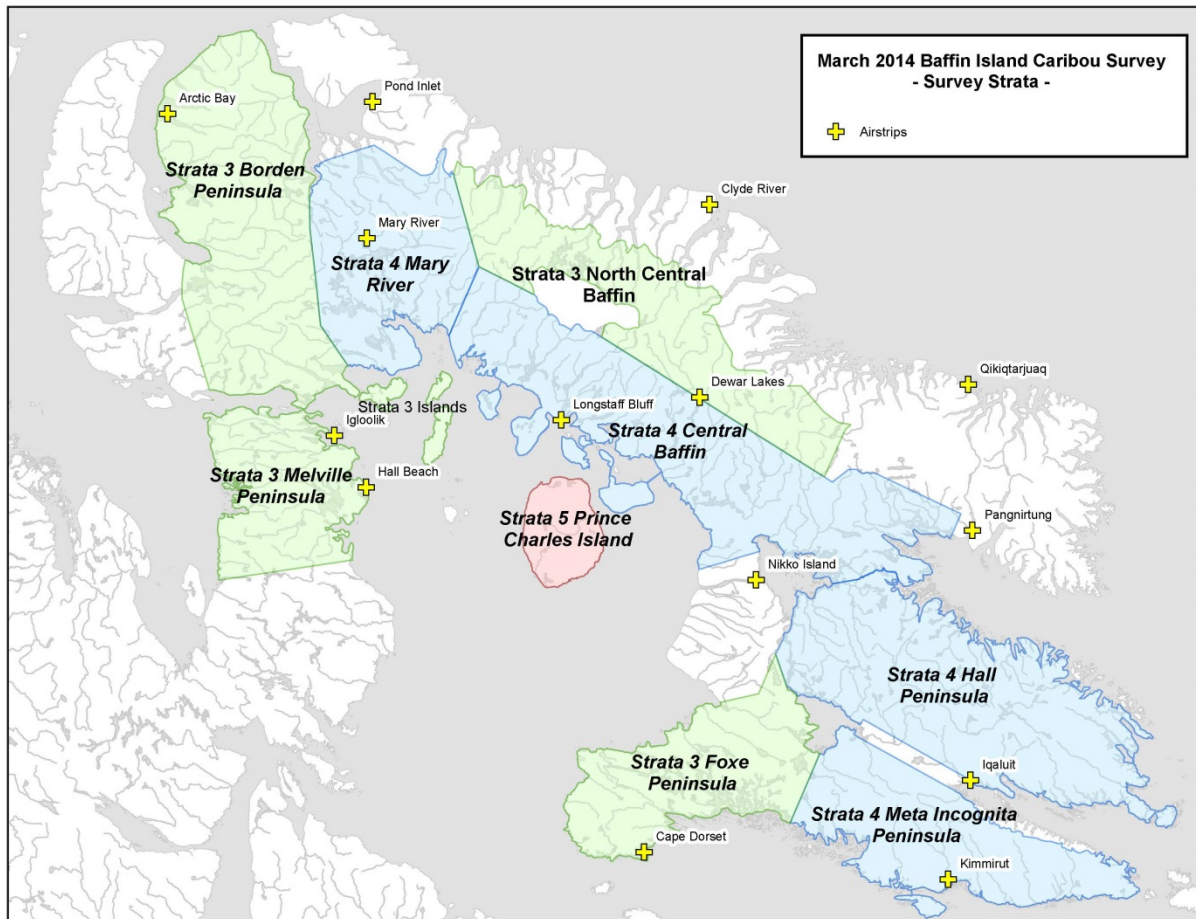 March 2014 Baffin Island Caribou Survey
- Survey Strata -
Airstrips
Pond Inlet
Arctic Bay
Strata 3 Borden
Peninsula
Clyde River
Mary River
Strata 4 Mary
River
Strata 3 North Central
Baffin
Qikiqtarjuaq
Dewar Lakes
Strata 3 Islands
Longstaff Bluff
Igloolik
Strata 4 Central
Baffin
Hall Beach
Strata 3 Melville
Peninsula
Strata 5 Prince
Charles Island
Pangnirtung
Nikko Island
Strata 4 Hall
Peninsula
Strata 3 Foxe
Peninsula
Iqaluit
Strata 4 Meta Incognita
Peninsula
Cape Dorset
Kimmirut